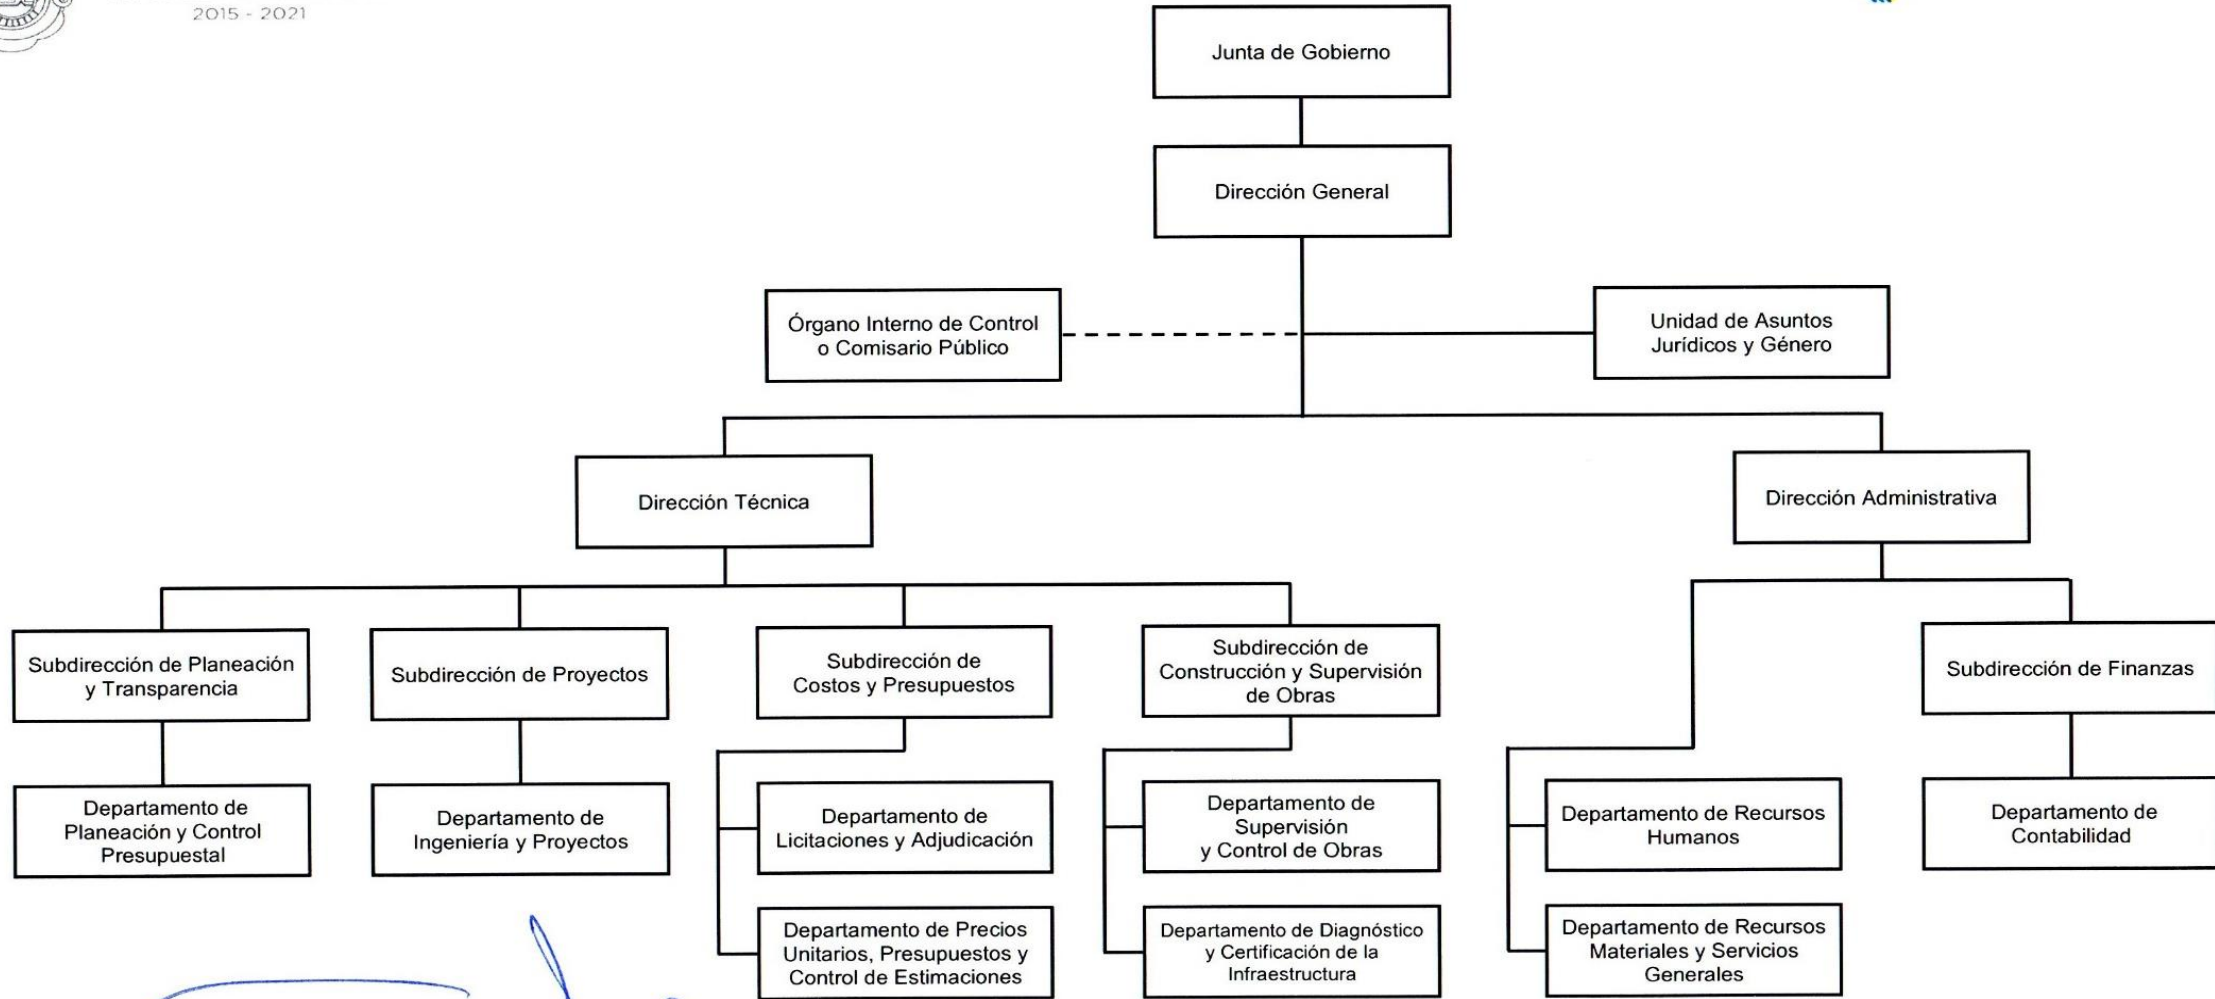 2015 - 2021
Junta de Gobierno
Dirección General
Órgano Interno de Control
o Comisario Público
Unidad de Asuntos
Jurídicos y Género
Dirección Técnica
Dirección Administrativa
Subdirección de Planeación
y Transparencia
Subdirección de Proyectos
Subdirección de
Costos y Presupuestos
Subdirección de
Construcción y Supervisión
de Obras
Subdirección de Finanzas
Departamento de
Planeación y Control
Presupuestal
Departamento de
Ingeniería y Proyectos
Departamento de
Licitaciones y Adjudicación
Departamento de
Supervisión
y Control de Obras
Departamento de Recursos
Humanos
Departamento de
Contabilidad
Departamento de Precios
Unitarios, Presupuestos y
Control de Estimaciones
Departamento de Diagnóstico
y Certificación de la
Infraestructura
Departamento de Recursos
Materiales y Servicios
Generales